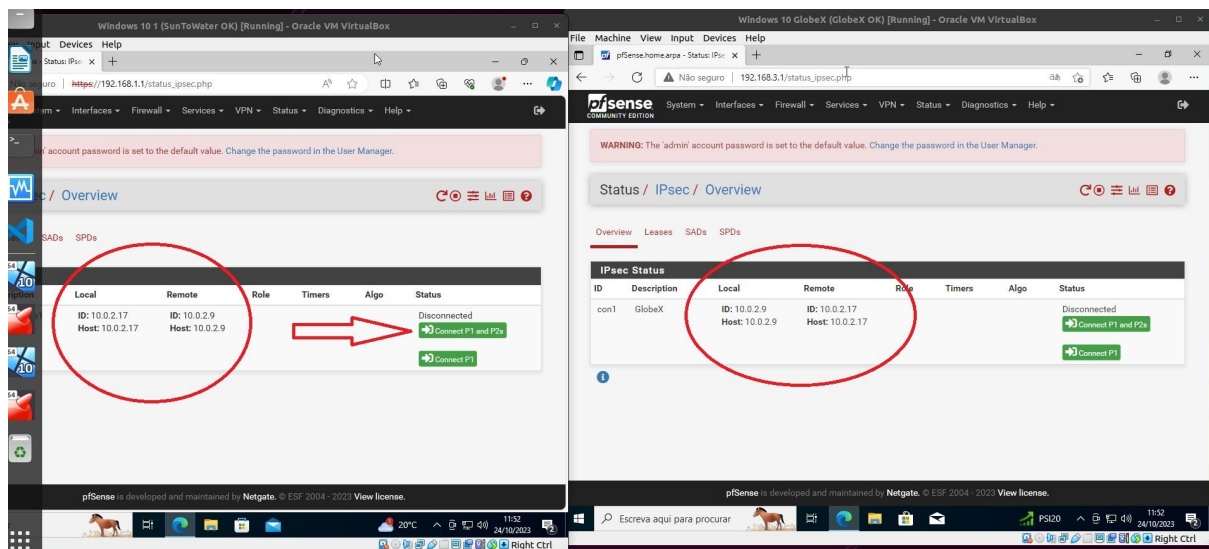 Windows 10 1 (SunToWater OK) [Running] - Oracle VM VirtualBox
Input Devices Help
Status: IPse
https://192.168.1.1/status_ipsec.php
Interfaces Firewall Services VPN Status Diagnostics Help
account password is set to the default value. Change the password in the User Manager.
/ Overview
SADs SPDs
Local Remote Role Timers Algo Status
ID: 10.0.2.17 ID: 10.0.2.9 Disconnected
Host: 10.0.2.17 Host: 10.0.2.9 Connect P1 and P2s
Connect P1
pfSense is developed and maintained by Netgate. © ESF 2004 - 2023 View license.
20°C 11:52
24/10/2023
Right Ctrl
Windows 10 GlobeX (GlobeX OK) [Running] - Oracle VM VirtualBox
File Machine View Input Devices Help
pfSense.home.arpa - Status: IPse
Não seguro 192.168.3.1/status_ipsec.php
pfsense System Interfaces Firewall Services VPN Status Diagnostics Help
COMMUNITY EDITION
WARNING: The 'admin' account password is set to the default value. Change the password in the User Manager.
Status / IPsec / Overview
Overview Leases SADs SPDs
IPsec Status
ID Description Local Remote Role Timers Algo Status
con1 GlobeX ID: 10.0.2.9 ID: 10.0.2.17 Disconnected
Host: 10.0.2.9 Host: 10.0.2.17 Connect P1 and P2s
Connect P1
pfSense is developed and maintained by Netgate. © ESF 2004 - 2023 View license.
Escreva aqui para procurar PSI20 11:52
24/10/2023
Right Ctrl